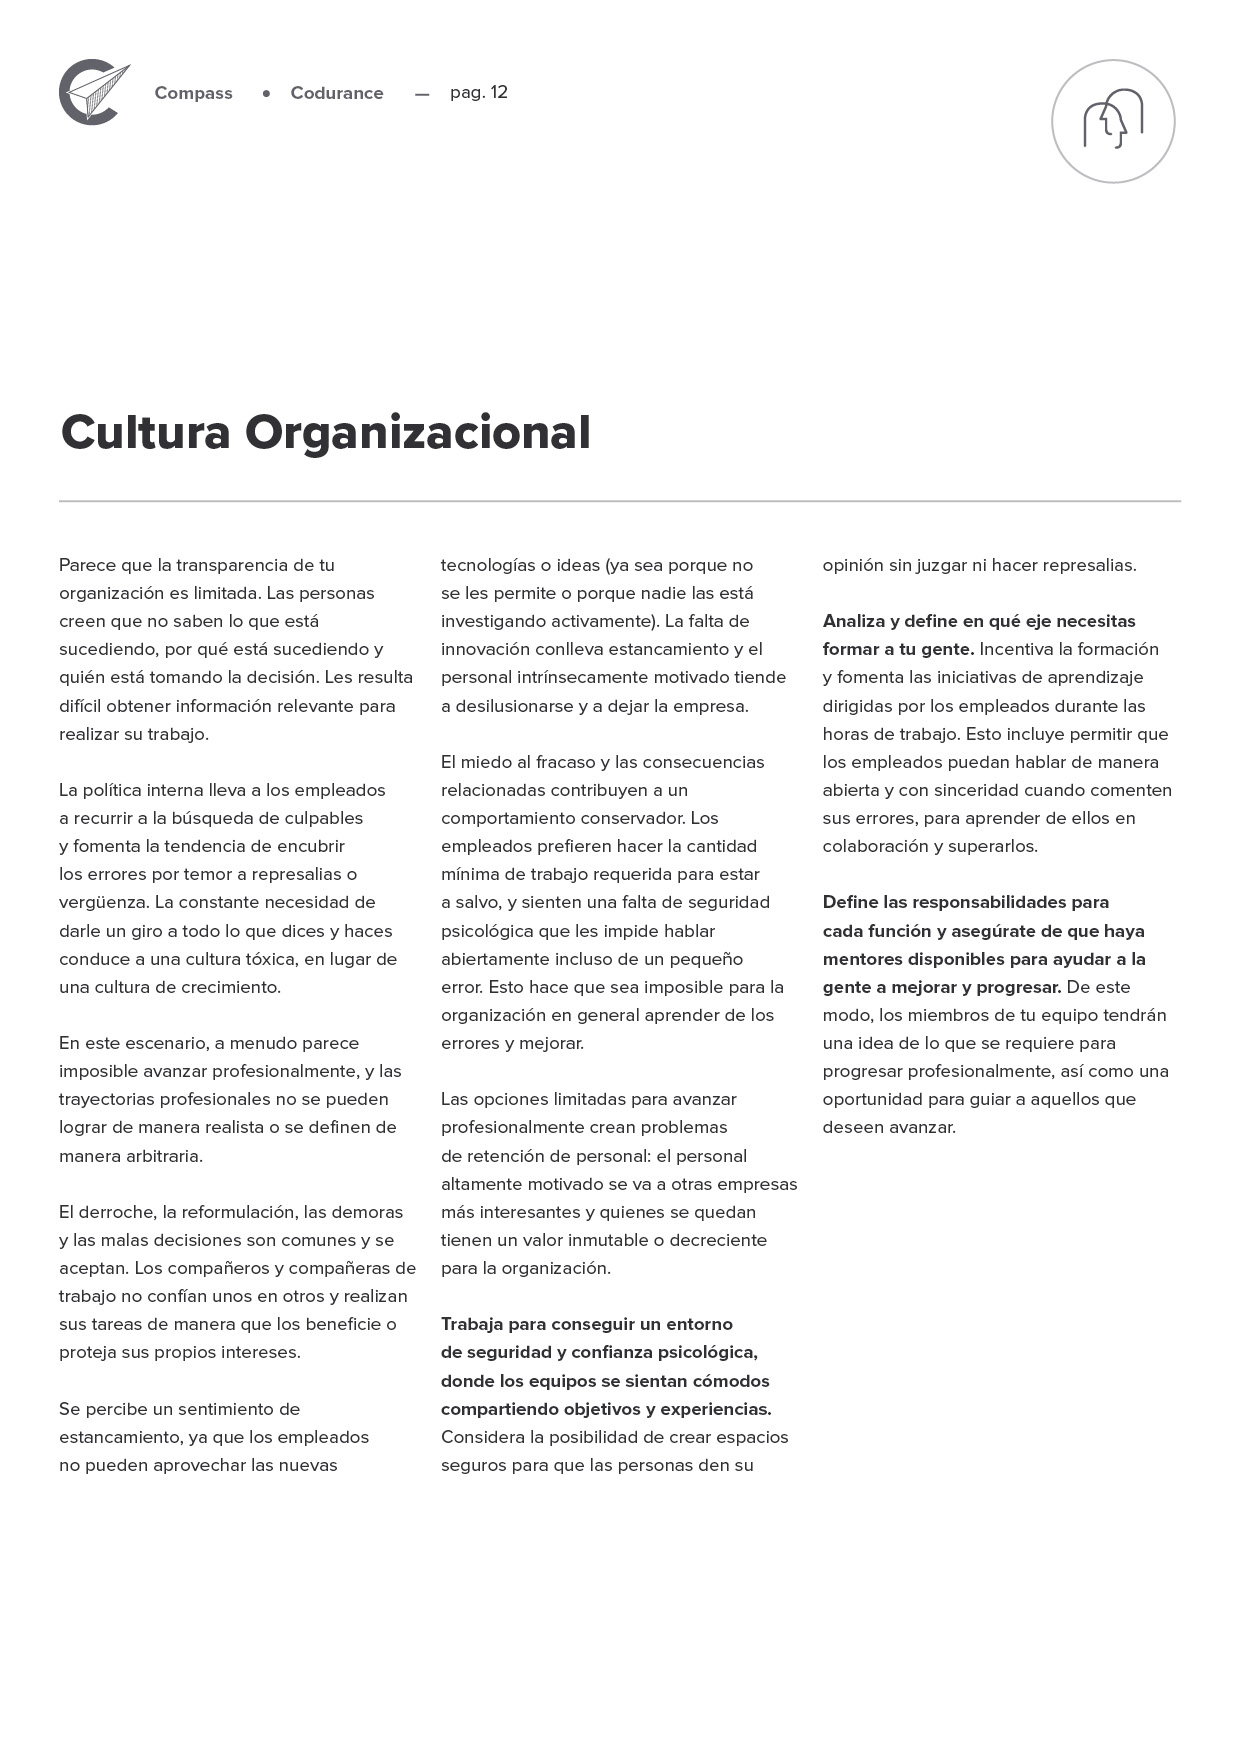 Compass • Codurance — pag. 12
Cultura Organizacional
Parece que la transparencia de tu
organización es limitada. Las personas
creen que no saben lo que está
sucediendo, por qué está sucediendo y
quién está tomando la decisión. Les resulta
difícil obtener información relevante para
realizar su trabajo.
La política interna lleva a los empleados
a recurrir a la búsqueda de culpables
y fomenta la tendencia de encubrir
los errores por temor a represalias o
vergüenza. La constante necesidad de
darle un giro a todo lo que dices y haces
conduce a una cultura tóxica, en lugar de
una cultura de crecimiento.
En este escenario, a menudo parece
imposible avanzar profesionalmente, y las
trayectorias profesionales no se pueden
lograr de manera realista o se definen de
manera arbitraria.
El derroche, la reformulación, las demoras
y las malas decisiones son comunes y se
aceptan. Los compañeros y compañeras de
trabajo no confían unos en otros y realizan
sus tareas de manera que los beneficie o
proteja sus propios intereses.
Se percibe un sentimiento de
estancamiento, ya que los empleados
no pueden aprovechar las nuevas
tecnologías o ideas (ya sea porque no
se les permite o porque nadie las está
investigando activamente). La falta de
innovación conlleva estancamiento y el
personal intrínsecamente motivado tiende
a desilusionarse y a dejar la empresa.
El miedo al fracaso y las consecuencias
relacionadas contribuyen a un
comportamiento conservador. Los
empleados prefieren hacer la cantidad
mínima de trabajo requerida para estar
a salvo, y sienten una falta de seguridad
psicológica que les impide hablar
abiertamente incluso de un pequeño
error. Esto hace que sea imposible para la
organización en general aprender de los
errores y mejorar.
Las opciones limitadas para avanzar
profesionalmente crean problemas
de retención de personal: el personal
altamente motivado se va a otras empresas
más interesantes y quienes se quedan
tienen un valor inmutable o decreciente
para la organización.
Trabaja para conseguir un entorno
de seguridad y confianza psicológica,
donde los equipos se sientan cómodos
compartiendo objetivos y experiencias.
Considera la posibilidad de crear espacios
seguros para que las personas den su
opinión sin juzgar ni hacer represalias.
Analiza y define en qué eje necesitas
formar a tu gente. Incentiva la formación
y fomenta las iniciativas de aprendizaje
dirigidas por los empleados durante las
horas de trabajo. Esto incluye permitir que
los empleados puedan hablar de manera
abierta y con sinceridad cuando comenten
sus errores, para aprender de ellos en
colaboración y superarlos.
Define las responsabilidades para
cada función y asegúrate de que haya
mentores disponibles para ayudar a la
gente a mejorar y progresar. De este
modo, los miembros de tu equipo tendrán
una idea de lo que se requiere para
progresar profesionalmente, así como una
oportunidad para guiar a aquellos que
deseen avanzar.